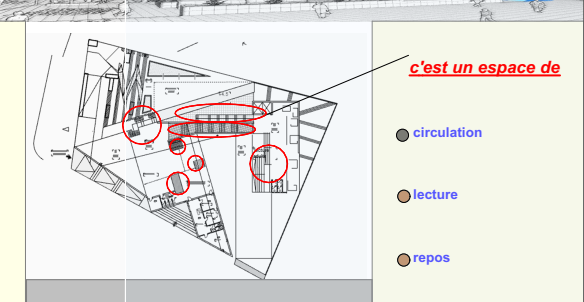 c'est un espace de
circulation
lecture
repos